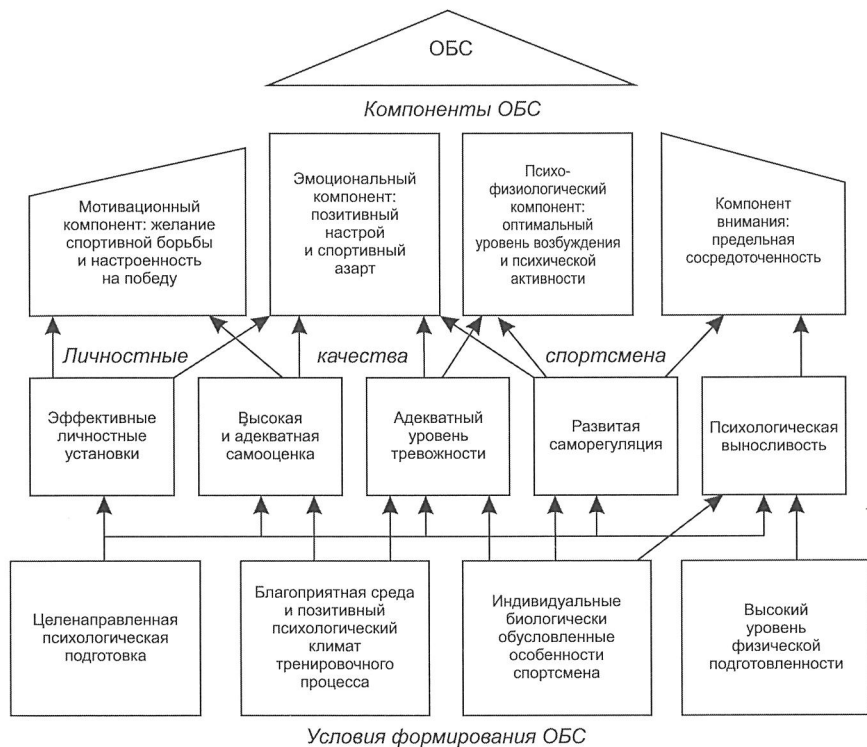 ОБС
Компоненты ОБС
Мотивационный
компонент: желание
спортивной борьбы
и настроенность
на победу
Эмоциональный
компонент:
позитивный
настрой
и спортивный
азарт
Психо-
физиологический
компонент:
оптимальный
уровень возбуждения
и психической
активности
Компонент
внимания:
предельная
сосредоточенность
Личностные качества спортсмена
Эффективные
личностные
установки
Высокая
и адекватная
самооценка
Адекватный
уровень
тревожности
Развитая
саморегуляция
Психологическая
выносливость
Целенаправленная
психологическая
подготовка
Благоприятная среда
и позитивный
психологический
климат
тренировочного
процесса
Индивидуальные
биологически
обусловленные
особенности
спортсмена
Высокий
уровень
физической
подготовленности
Условия формирования ОБС